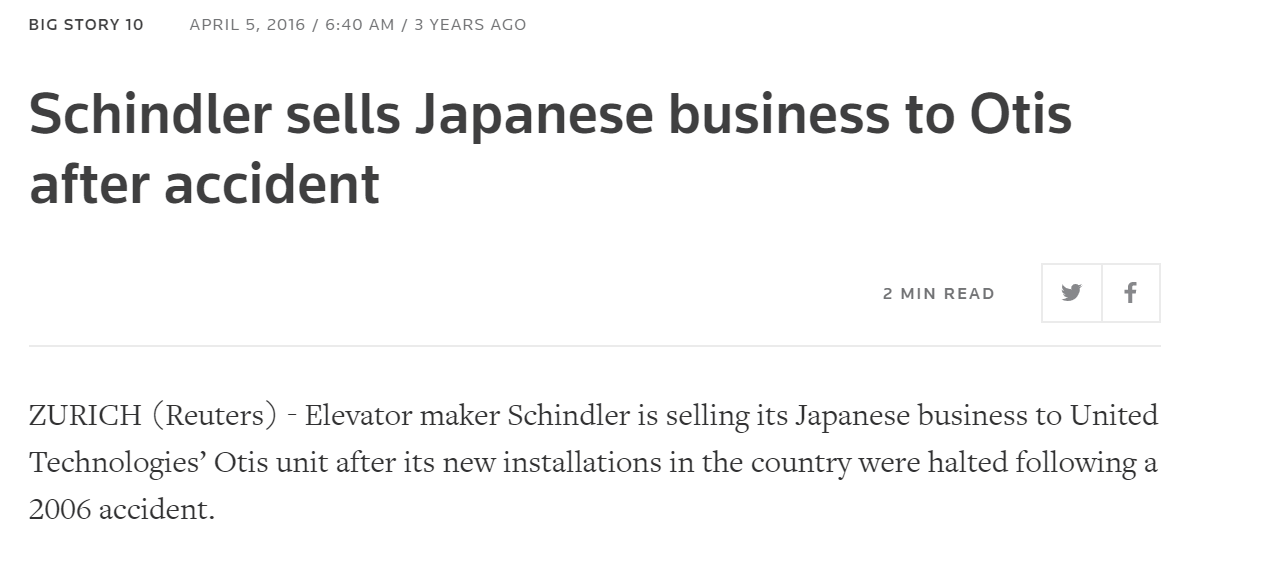 BIG STORY 10 APRIL 5, 2016 / 6:40 AM / 3 YEARS AGO
Schindler sells Japanese business to Otis
after accident
2 MIN READ
ZURICH (Reuters) - Elevator maker Schindler is selling its Japanese business to United
Technologies’ Otis unit after its new installations in the country were halted following a
2006 accident.